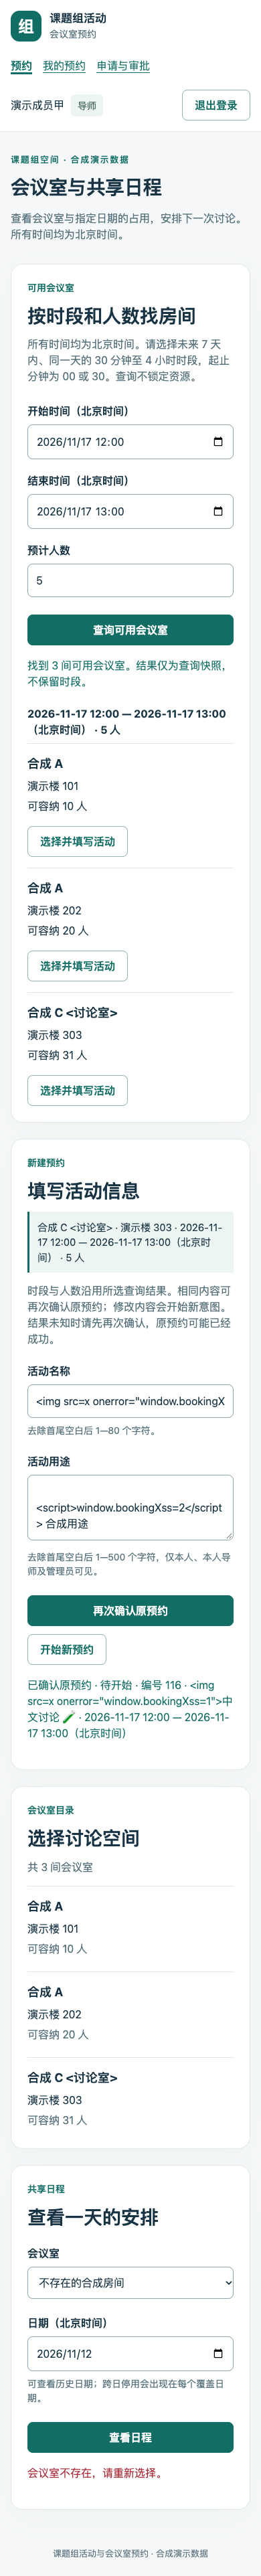 组
课题组活动
会议室预约
预约
我的预约
申请与审批
演示成员甲
导师
退出登录
课题组空间 · 合成演示数据
会议室与共享日程
查看会议室与指定日期的占用，安排下一次讨论。
所有时间均为北京时间。
可用会议室
按时段和人数找房间
所有时间均为北京时间。请选择未来 7 天
内、同一天的 30 分钟至 4 小时时段，起止
分钟为 00 或 30。查询不锁定资源。
开始时间（北京时间）
2026/11/17 12:00
结束时间（北京时间）
2026/11/17 13:00
预计人数
5
查询可用会议室
找到 3 间可用会议室。结果仅为查询快照，
不保留时段。
2026-11-17 12:00 — 2026-11-17 13:00
（北京时间） · 5 人
合成 A
演示楼 101
可容纳 10 人
选择并填写活动
合成 A
演示楼 202
可容纳 20 人
选择并填写活动
合成 C <讨论室>
演示楼 303
可容纳 31 人
选择并填写活动
新建预约
填写活动信息
合成 C <讨论室> · 演示楼 303 · 2026-11-
17 12:00 — 2026-11-17 13:00（北京时
间） · 5 人
时段与人数沿用所选查询结果。相同内容可
再次确认原预约；修改内容会开始新意图。
结果未知时请先再次确认，原预约可能已经
成功。
活动名称
<img src=x onerror="window.bookingX
去除首尾空白后 1—80 个字符。
活动用途
<script>window.bookingXss=2</script
> 合成用途
去除首尾空白后 1—500 个字符，仅本人、本人导
师及管理员可见。
再次确认原预约
开始新预约
已确认原预约 · 待开始 · 编号 116 · <img
src=x onerror="window.bookingXss=1">中
文讨论 🧪 · 2026-11-17 12:00 — 2026-11-
17 13:00（北京时间）
会议室目录
选择讨论空间
共 3 间会议室
合成 A
演示楼 101
可容纳 10 人
合成 A
演示楼 202
可容纳 20 人
合成 C <讨论室>
演示楼 303
可容纳 31 人
共享日程
查看一天的安排
会议室
不存在的合成房间
日期（北京时间）
2026/11/12
可查看历史日期；跨日停用会出现在每个覆盖日
期。
查看日程
会议室不存在，请重新选择。
课题组活动与会议室预约 · 合成演示数据